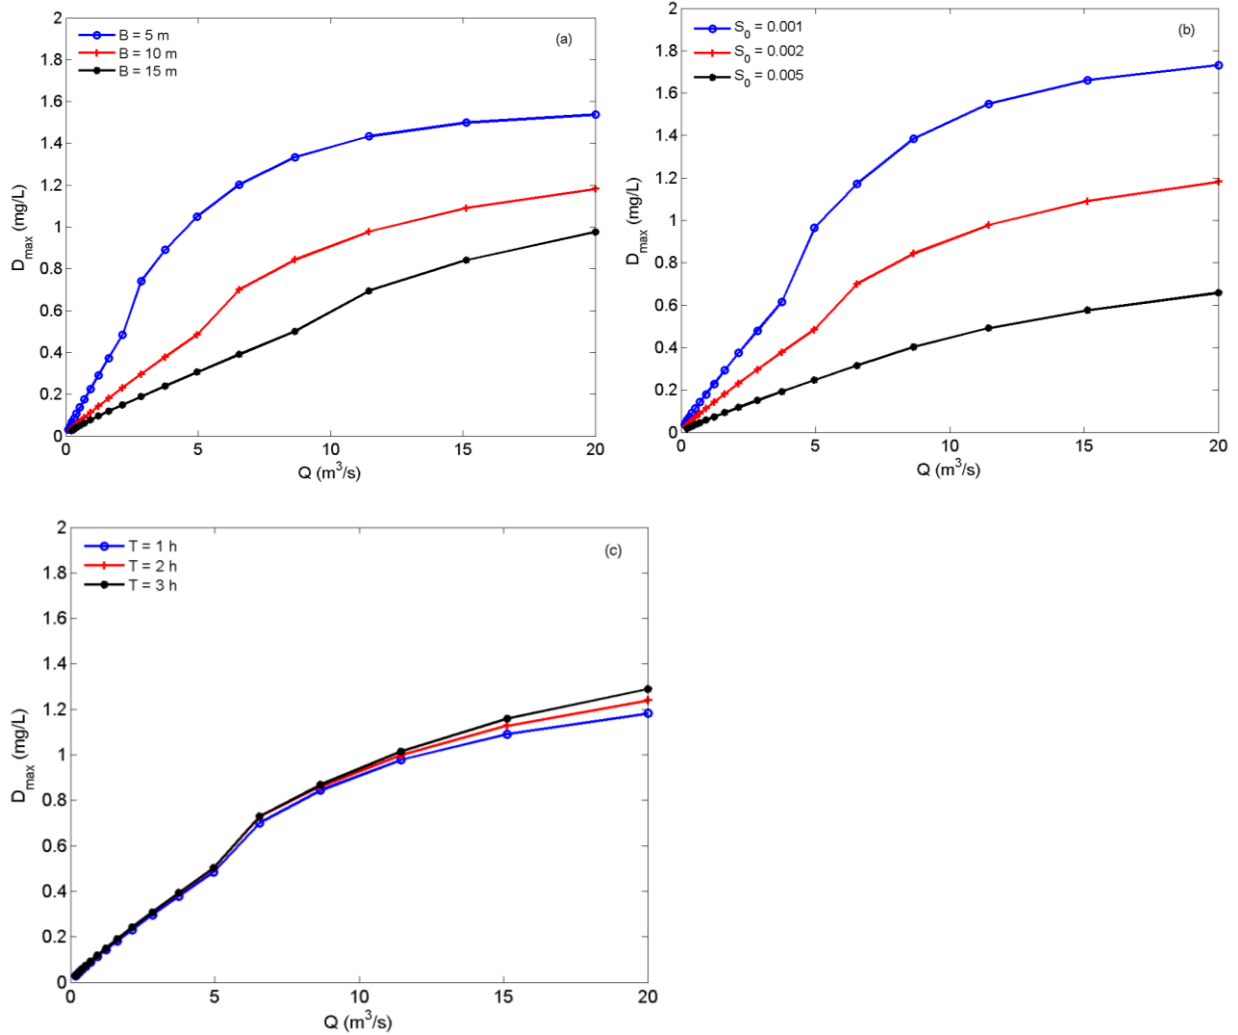 (a)
B = 5 m
B = 10 m
B = 15 m
2
1.8
1.6
1.4
1.2
1
0.8
0.6
0.4
0.2
0
D_max (mg/L)
0 5 10 15 20
Q (m³/s)
(b)
S_0 = 0.001
S_0 = 0.002
S_0 = 0.005
2
1.8
1.6
1.4
1.2
1
0.8
0.6
0.4
0.2
0
D_max (mg/L)
0 5 10 15 20
Q (m³/s)
(c)
T = 1 h
T = 2 h
T = 3 h
2
1.8
1.6
1.4
1.2
1
0.8
0.6
0.4
0.2
0
D_max (mg/L)
0 5 10 15 20
Q (m³/s)